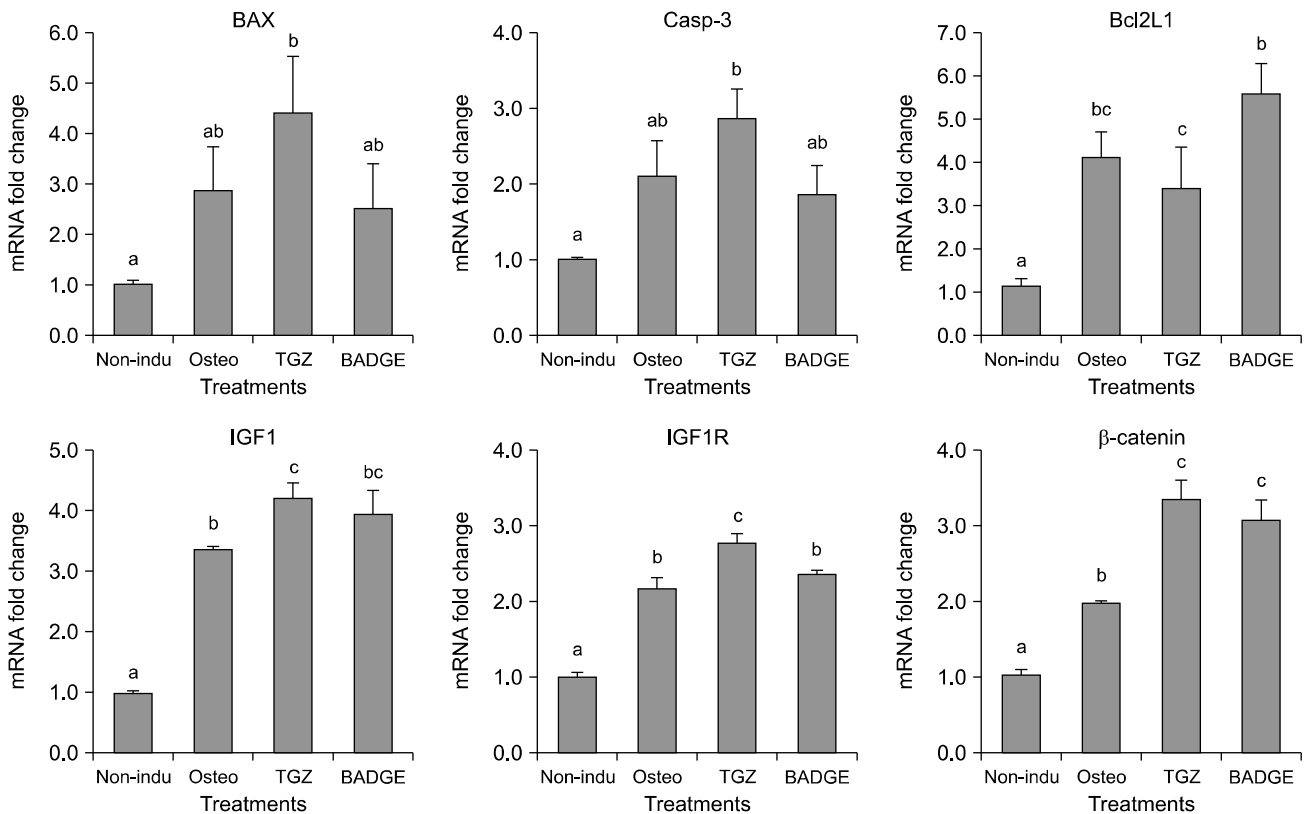 BAX
mRNA fold change
6.0
5.0
4.0
3.0
2.0
1.0
0.0
a
ab
b
ab
Non-indu Osteo TGZ BADGE
Treatments
Casp-3
mRNA fold change
4.0
3.0
2.0
1.0
0.0
a
ab
b
ab
Non-indu Osteo TGZ BADGE
Treatments
Bcl2L1
mRNA fold change
7.0
6.0
5.0
4.0
3.0
2.0
1.0
0.0
a
bc
c
b
Non-indu Osteo TGZ BADGE
Treatments
IGF1
mRNA fold change
5.0
4.0
3.0
2.0
1.0
0.0
a
b
c
bc
Non-indu Osteo TGZ BADGE
Treatments
IGF1R
mRNA fold change
4.0
3.0
2.0
1.0
0.0
a
b
c
b
Non-indu Osteo TGZ BADGE
Treatments
β-catenin
mRNA fold change
4.0
3.0
2.0
1.0
0.0
a
b
c
c
Non-indu Osteo TGZ BADGE
Treatments